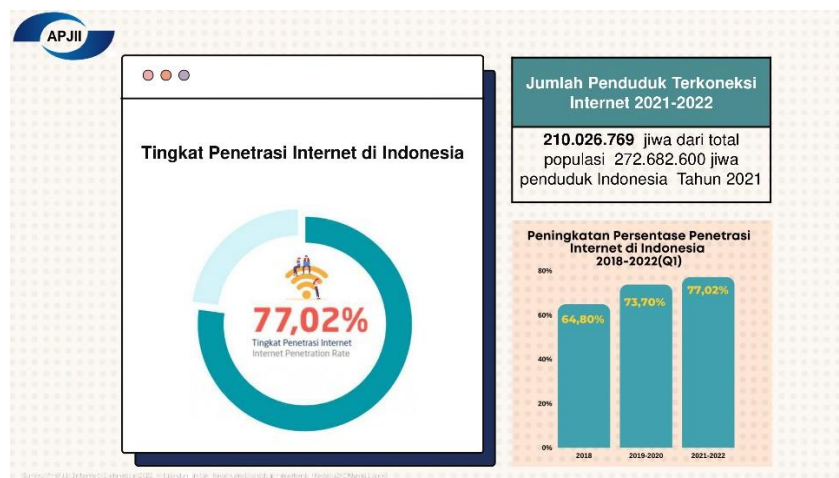 APJII
Tingkat Penetrasi Internet di Indonesia
77,02%
Tingkat Penetrasi Internet
Internet Penetration Rate
Jumlah Penduduk Terkoneksi
Internet 2021-2022
210.026.769 jiwa dari total
populasi 272.682.600 jiwa
penduduk Indonesia Tahun 2021
Peningkatan Persentase Penetrasi
Internet di Indonesia
2018-2022(Q1)
80%
60%
40%
20%
0%
64,80%
73,70%
77,02%
2018
2019-2020
2021-2022